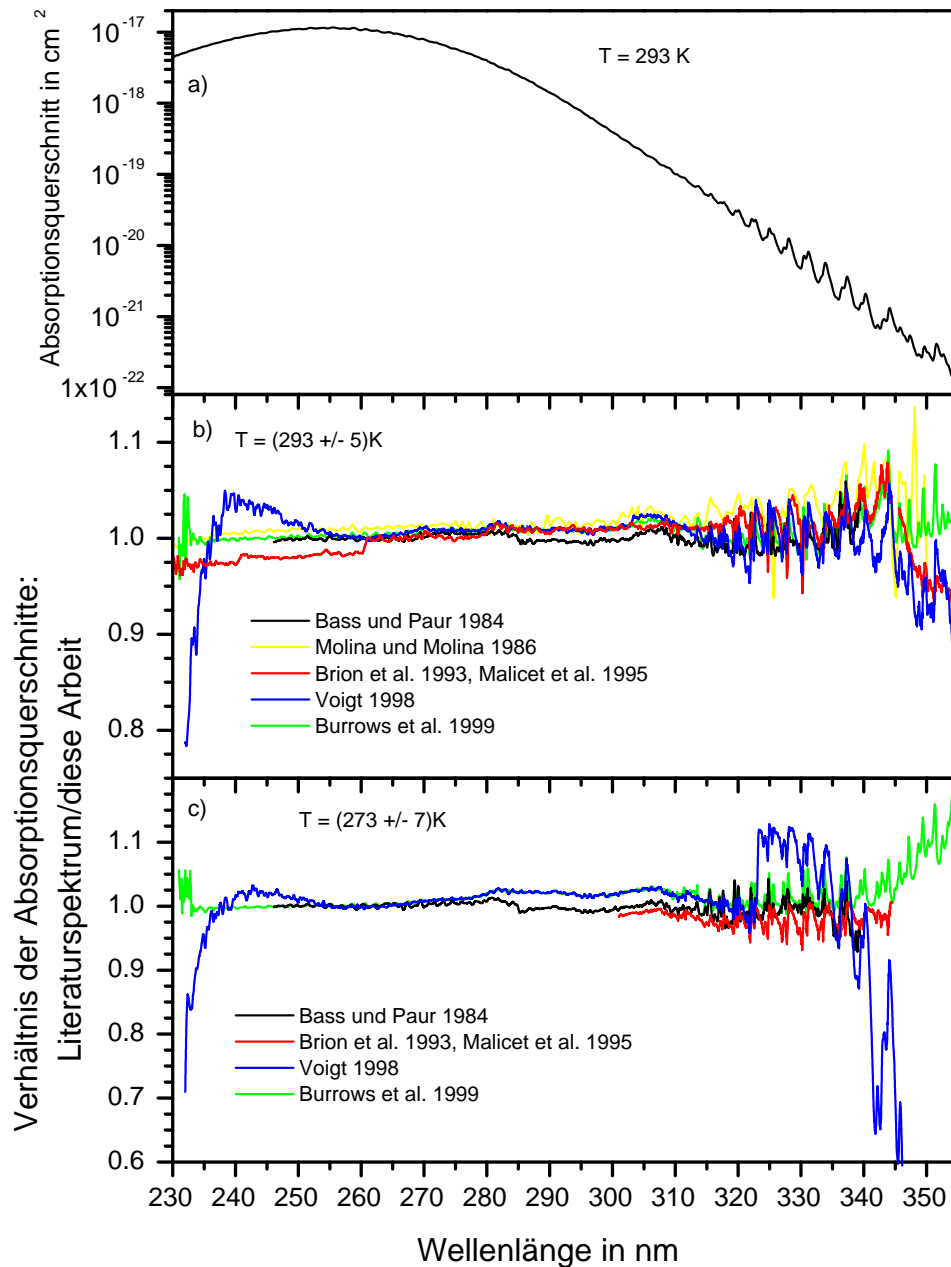 Absorptionsquerschnitt in cm 2
10-17
10-18
10-19
10-20
10-21
1x10-22
a)
T = 293 K
Verhältnis der Absorptionsquerschnitte:
Literaturspektrum/diese Arbeit
b)
T = (293 +/- 5)K
1.1
1.0
0.9
0.8
Bass und Paur 1984
Molina und Molina 1986
Brion et al. 1993, Malicet et al. 1995
Voigt 1998
Burrows et al. 1999
c)
T = (273 +/- 7)K
1.1
1.0
0.9
0.8
0.7
0.6
Bass und Paur 1984
Brion et al. 1993, Malicet et al. 1995
Voigt 1998
Burrows et al. 1999
230 240 250 260 270 280 290 300 310 320 330 340 350
Wellenlänge in nm